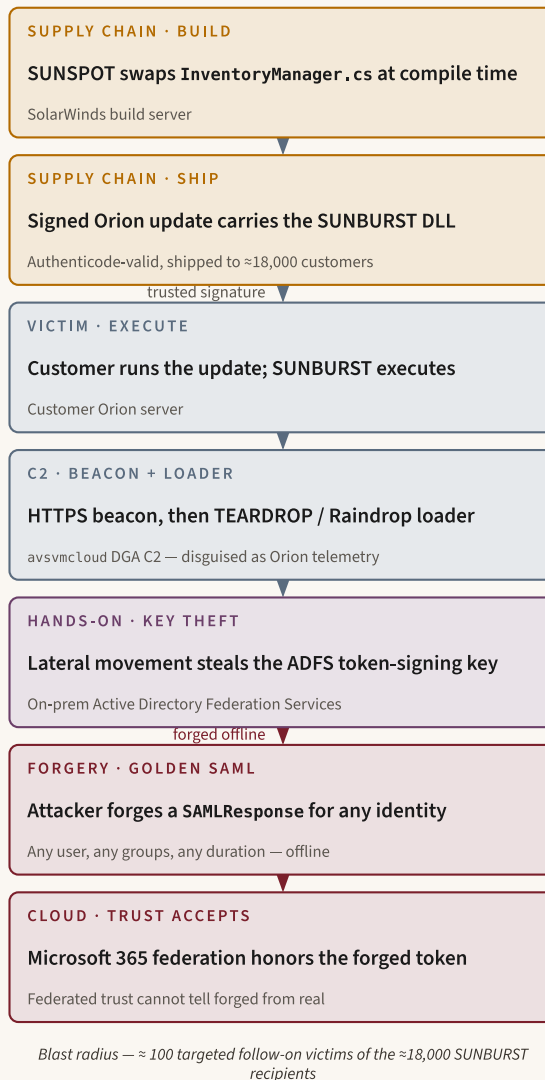 SUPPLY CHAIN · BUILD
SUNSPOT swaps InventoryManager.cs at compile time
SolarWinds build server
SUPPLY CHAIN · SHIP
Signed Orion update carries the SUNBURST DLL
Authenticode-valid, shipped to ≈18,000 customers
trusted signature
VICTIM · EXECUTE
Customer runs the update; SUNBURST executes
Customer Orion server
C2 · BEACON + LOADER
HTTPS beacon, then TEARDROP / Raindrop loader
avsvmcloud DGA C2 — disguised as Orion telemetry
HANDS-ON · KEY THEFT
Lateral movement steals the ADFS token-signing key
On-prem Active Directory Federation Services
forged offline
FORGERY · GOLDEN SAML
Attacker forges a SAMLResponse for any identity
Any user, any groups, any duration — offline
CLOUD · TRUST ACCEPTS
Microsoft 365 federation honors the forged token
Federated trust cannot tell forged from real
Blast radius — ≈ 100 targeted follow-on victims of the ≈18,000 SUNBURST
recipients